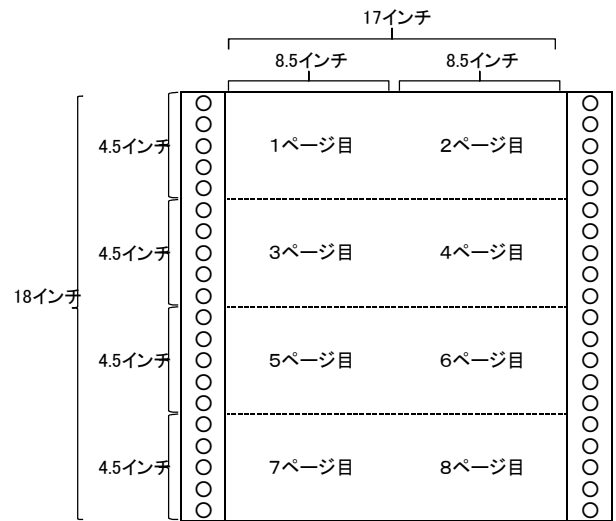 17インチ
8.5インチ 8.5インチ
4.5インチ 1ページ目 2ページ目
4.5インチ 3ページ目 4ページ目
18インチ
4.5インチ 5ページ目 6ページ目
4.5インチ 7ページ目 8ページ目